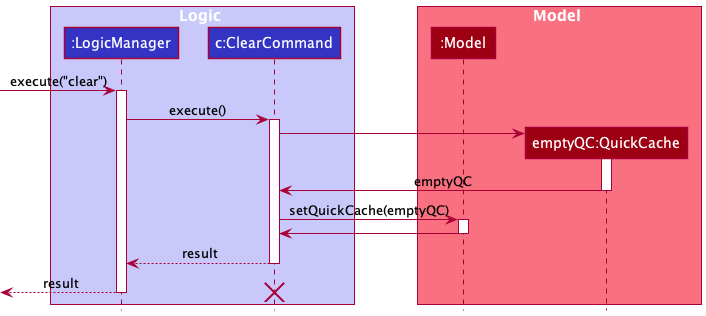 Logic
Model
:LogicManager
c:ClearCommand
:Model
execute("clear")
execute()
emptyQC:QuickCache
emptyQC
setQuickCache(emptyQC)
result
result